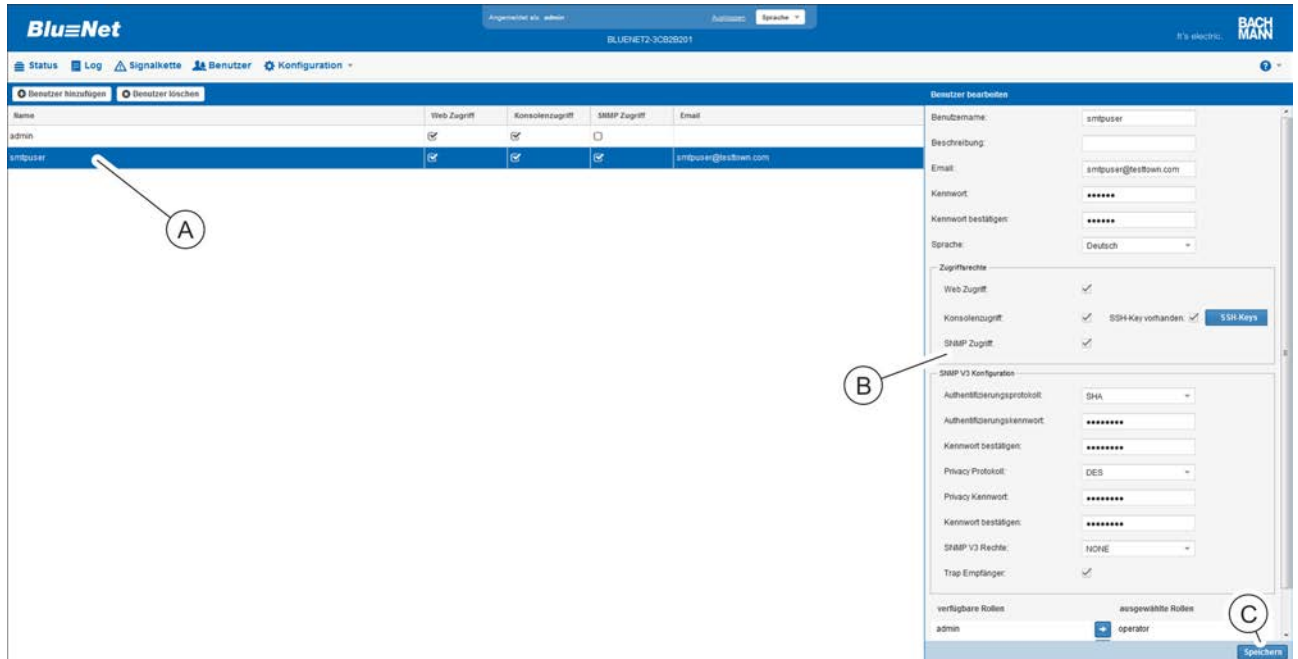 Blu≡Net
Angemeldet als: admin
Ausloggen
Sprache
BLUENET2-3CB2B201
It's electric.
BACH
MANN
Status Log Signalkette Benutzer Konfiguration
?
Benutzer hinzufügen Benutzer löschen
Benutzer bearbeiten
Name Web Zugriff Konsolenzugriff SNMP Zugriff Email
admin
smtpuser smtpuser@testtown.com
A
Benutzername: smtpuser
Beschreibung:
Email: smtpuser@testtown.com
Kennwort: ••••••
Kennwort bestätigen: ••••••
Sprache: Deutsch
Zugriffsrechte
Web Zugriff:
Konsolenzugriff: SSH-Key vorhanden: SSH-Keys
SNMP Zugriff:
B
SNMP V3 Konfiguration
Authentifizierungsprotokoll: SHA
Authentifizierungskennwort: ••••••••
Kennwort bestätigen: ••••••••
Privacy Protokoll: DES
Privacy Kennwort: ••••••••
Kennwort bestätigen: ••••••••
SNMP V3 Rechte: NONE
Trap Empfänger:
verfügbare Rollen ausgewählte Rollen
admin operator
C
Speichern